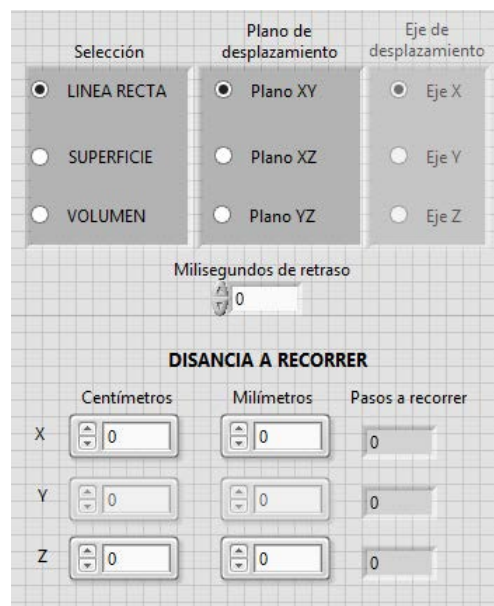 Selección
Plano de
desplazamiento
Eje de
desplazamiento
LINEA RECTA
Plano XY
Eje X
SUPERFICIE
Plano XZ
Eje Y
VOLUMEN
Plano YZ
Eje Z
Milisegundos de retraso
0
DISANCIA A RECORRER
Centímetros
Milímetros
Pasos a recorrer
X
0
0
0
Y
0
0
0
Z
0
0
0